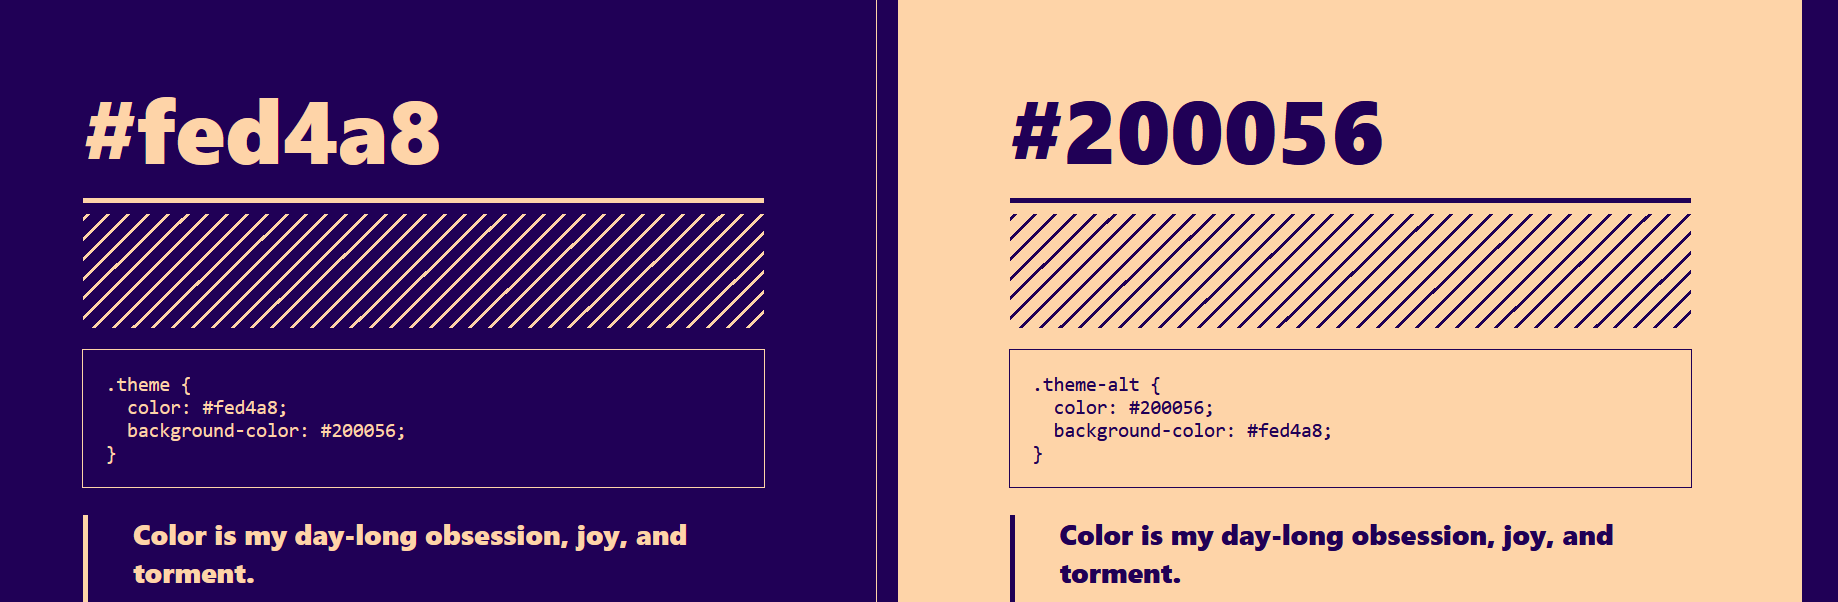 #fed4a8
.theme {
  color: #fed4a8;
  background-color: #200056;
}
Color is my day-long obsession, joy, and
torment.
#200056
.theme-alt {
  color: #200056;
  background-color: #fed4a8;
}
Color is my day-long obsession, joy, and
torment.